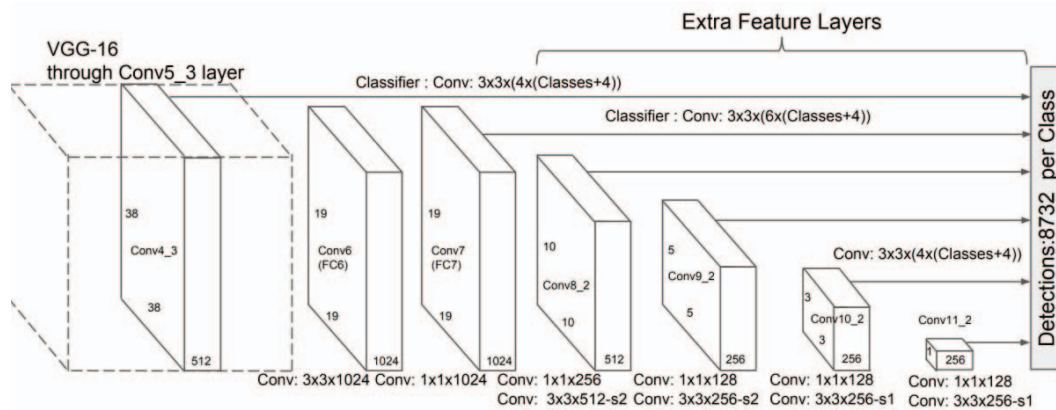 Extra Feature Layers
VGG-16
through Conv5_3 layer
Classifier : Conv: 3x3x(4x(Classes+4))
Classifier : Conv: 3x3x(6x(Classes+4))
Conv: 3x3x(4x(Classes+4))
38
Conv4_3
38
512
19
Conv6
(FC6)
19
1024
19
Conv7
(FC7)
19
1024
10
Conv8_2
10
512
5
Conv9_2
5
256
3
Conv10_2
3
256
Conv11_2
1
256
Detections:8732 per Class
Conv: 3x3x1024
Conv: 1x1x1024
Conv: 1x1x256
Conv: 3x3x512-s2
Conv: 1x1x128
Conv: 3x3x256-s2
Conv: 1x1x128
Conv: 3x3x256-s1
Conv: 1x1x128
Conv: 3x3x256-s1